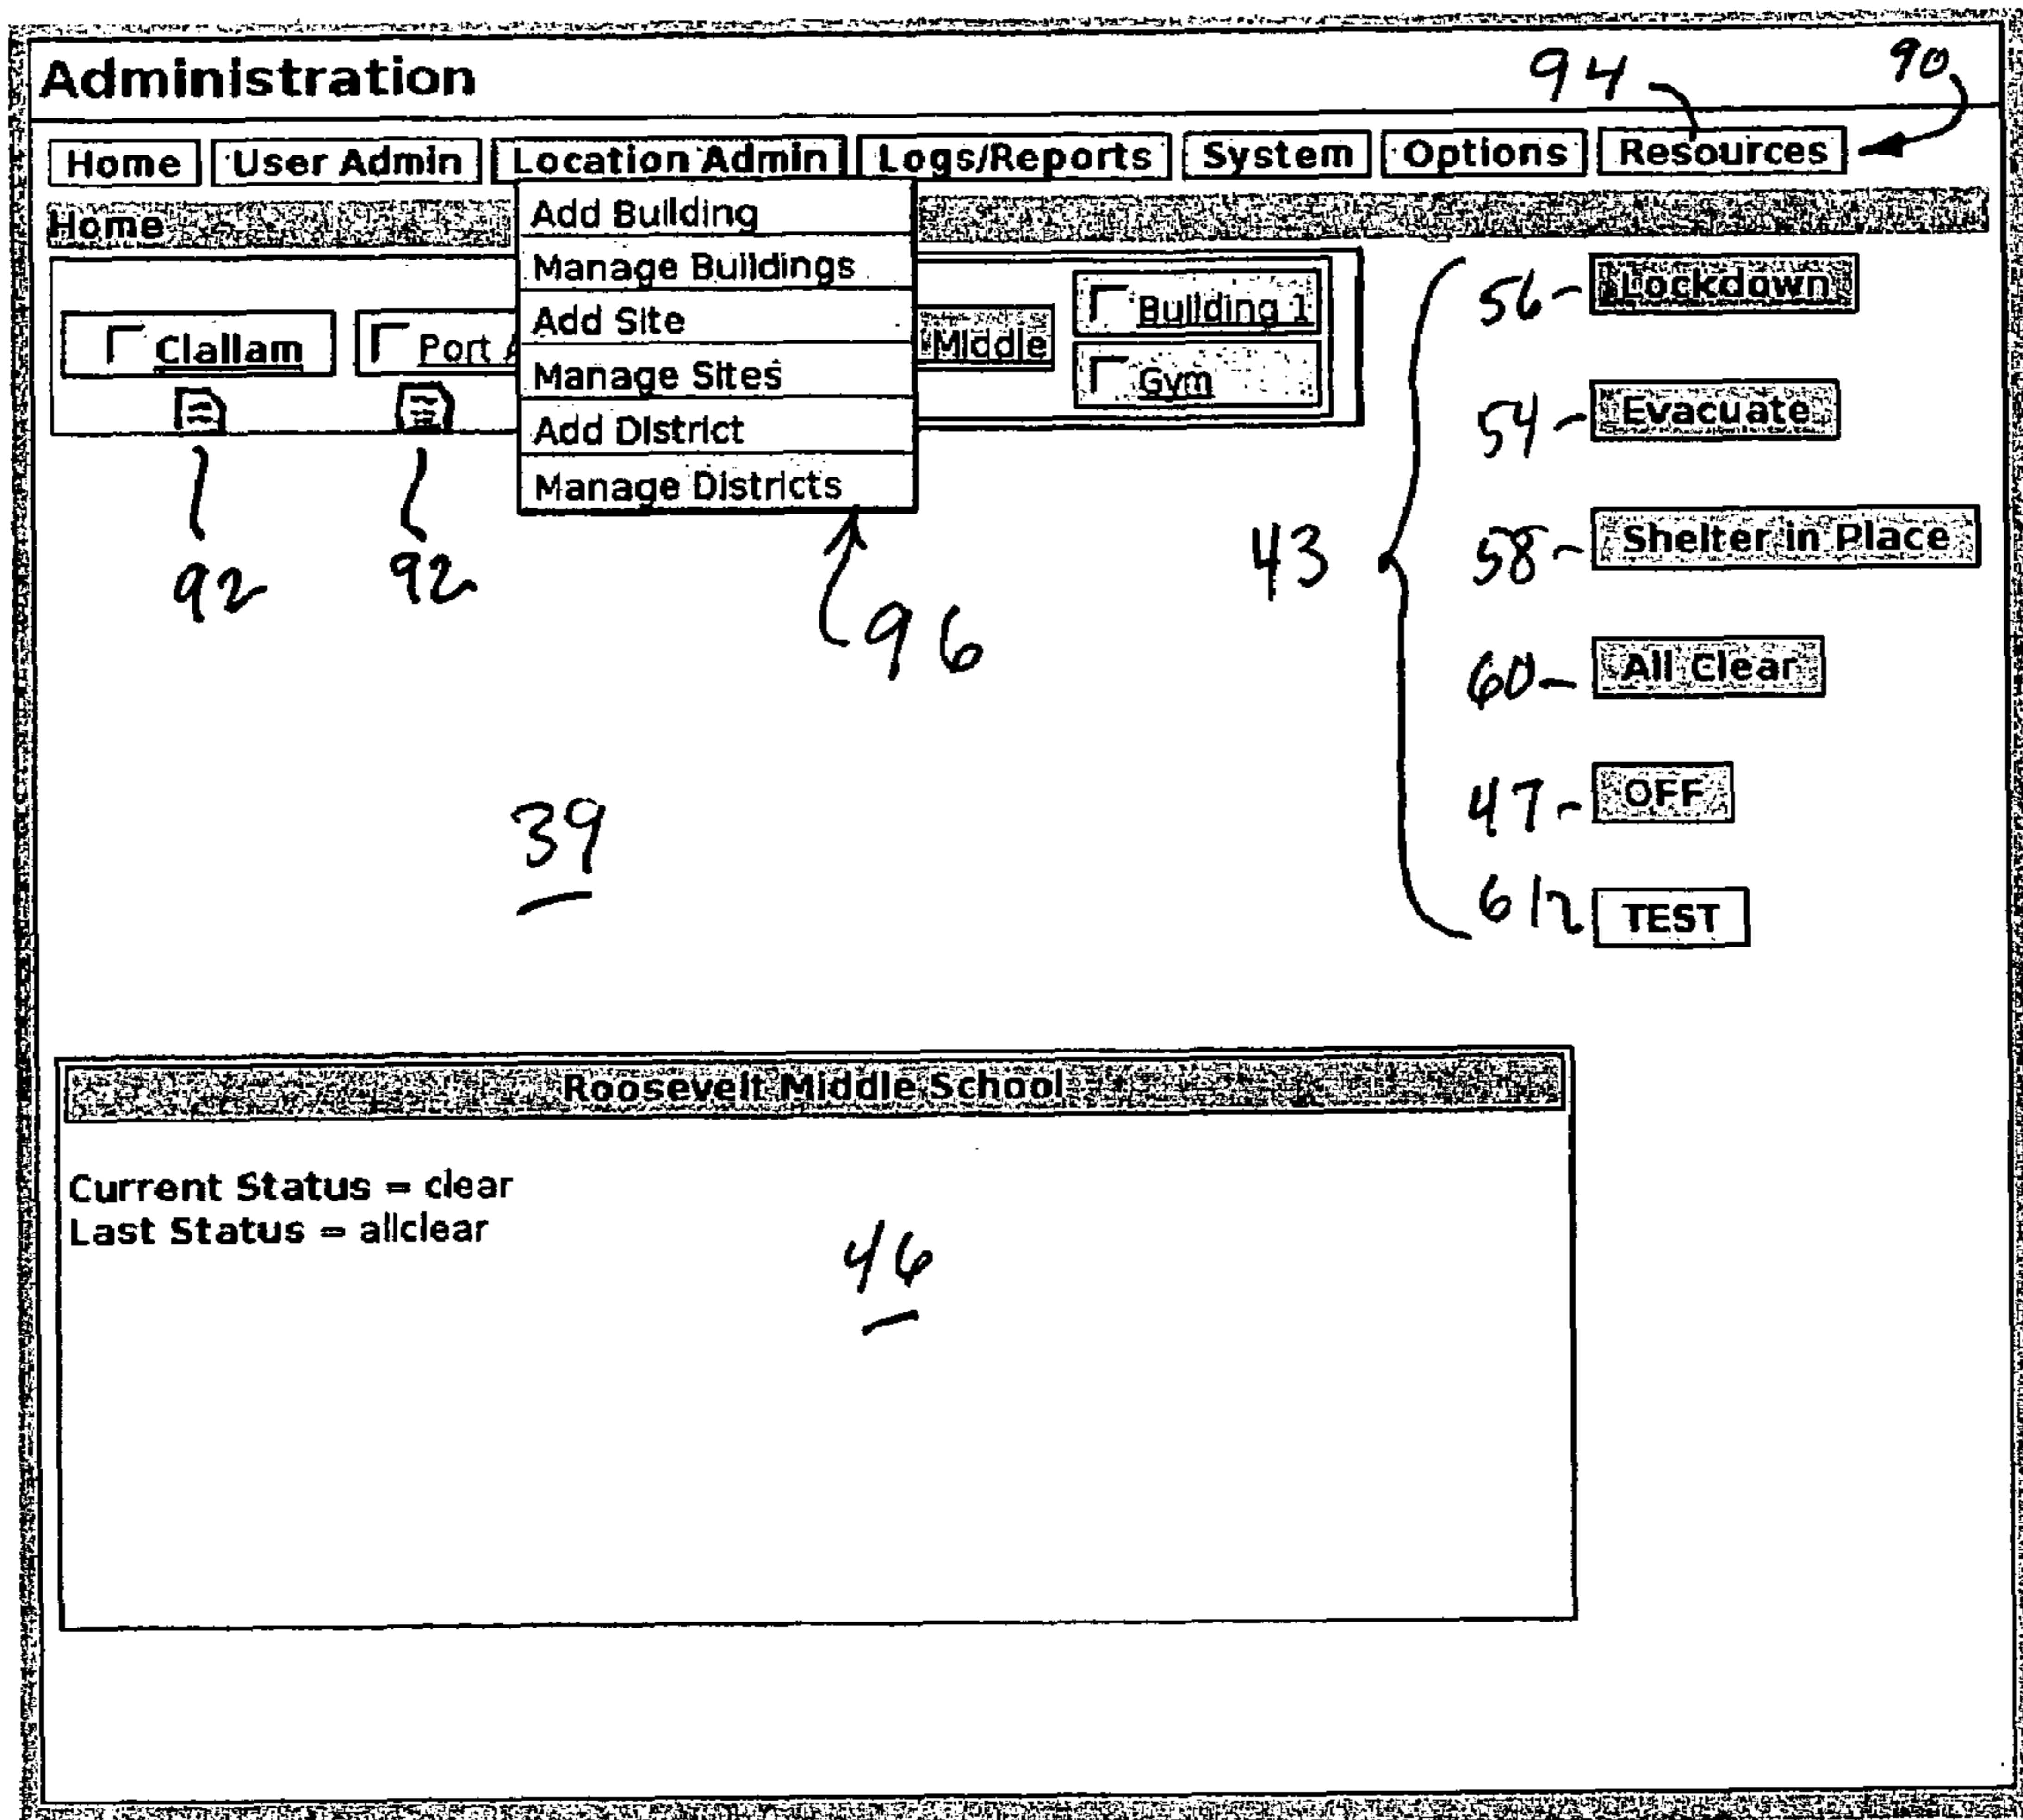 Administration
94
90
Home User Admin Location Admin Logs/Reports System Options Resources
Home
Add Building
Manage Buildings
Add Site
Manage Sites
Add District
Manage Districts
Clallam
Port A
Middle
Building 1
Gym
92
92
96
43
56 Lockdown
54 Evacuate
58 Shelter in Place
60 All Clear
47 OFF
612 TEST
39
Roosevelt Middle School
Current Status = clear
Last Status = allclear
46